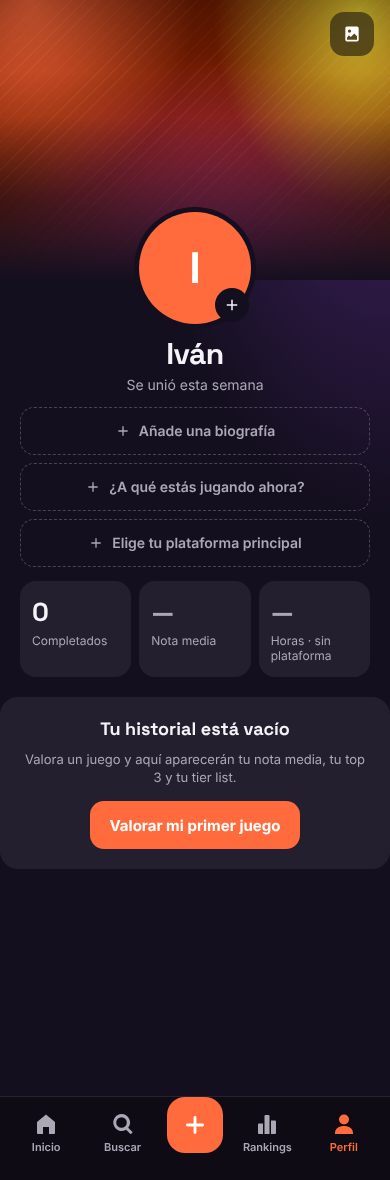 I
Iván
Se unió esta semana
+ Añade una biografía
+ ¿A qué estás jugando ahora?
+ Elige tu plataforma principal
0
Completados
—
Nota media
—
Horas · sin
plataforma
Tu historial está vacío
Valora un juego y aquí aparecerán tu nota media, tu top
3 y tu tier list.
Valorar mi primer juego
Inicio
Buscar
Rankings
Perfil